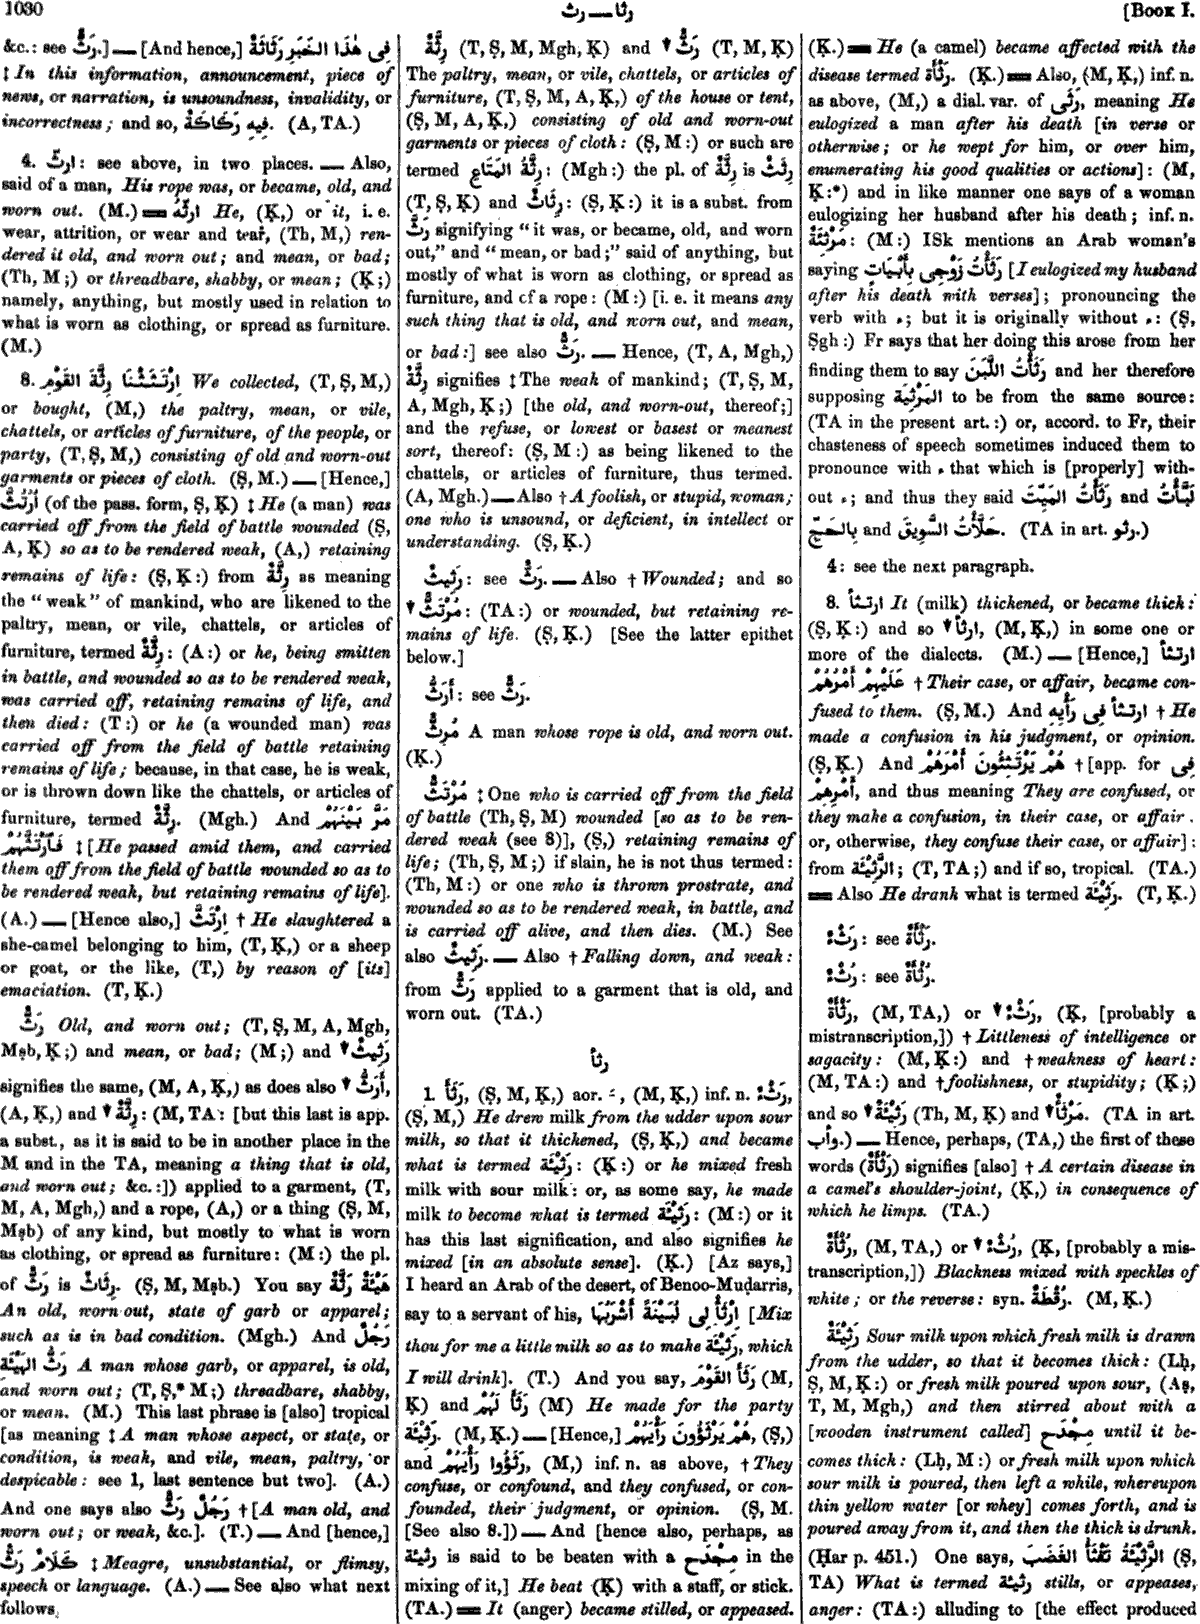 1030
رثأ — رث
[Book I.
&c.: see رَثٌّ.] — [And hence,] فِى هٰذَا الخَبَرِ رَثَاثَةٌ
‡ In this information, announcement, piece of
news, or narration, is unsoundness, invalidity, or
incorrectness; and so, فِيهِ رَكَاكَةٌ. (A, TA.)
4. ارثّ: see above, in two places. — Also,
said of a man, His rope was, or became, old, and
worn out. (M.) = ارثّهُ He, (Ḳ,) or it, i. e.
wear, attrition, or wear and tear, (Th, M,) ren-
dered it old, and worn out; and mean, or bad;
(Th, M;) or threadbare, shabby, or mean; (Ḳ;)
namely, anything, but mostly used in relation to
what is worn as clothing, or spread as furniture.
(M.)
8. اِرْتَثَثْنَا رِثَّةَ القَوْمِ We collected, (T, Ṣ, M,)
or bought, (M,) the paltry, mean, or vile,
chattels, or articles of furniture, of the people, or
party, (T, Ṣ, M,) consisting of old and worn-out
garments or pieces of cloth. (Ṣ, M.) — [Hence,]
اُرْتُثَّ (of the pass. form, Ṣ, Ḳ) ‡ He (a man) was
carried off from the field of battle wounded (Ṣ,
A, Ḳ) so as to be rendered weak, (A,) retaining
remains of life: (Ṣ, Ḳ:) from رِثَّةٌ as meaning
the "weak" of mankind, who are likened to the
paltry, mean, or vile, chattels, or articles of
furniture, termed رِثَّةٌ: (A:) or he, being smitten
in battle, and wounded so as to be rendered weak,
was carried off, retaining remains of life, and
then died: (T:) or he (a wounded man) was
carried off from the field of battle retaining
remains of life; because, in that case, he is weak,
or is thrown down like the chattels, or articles of
furniture, termed رِثَّةٌ. (Mgh.) And مَرَّ بَيْنَهُمْ
فَٱرْتَثَّهُمْ ‡ [He passed amid them, and carried
them off from the field of battle wounded so as to
be rendered weak, but retaining remains of life].
(A.) — [Hence also,] اِرْتَثَّ † He slaughtered a
she-camel belonging to him, (T, Ḳ,) or a sheep
or goat, or the like, (T,) by reason of [its]
emaciation. (T, Ḳ.)
رَثٌّ Old, and worn out; (T, Ṣ, M, A, Mgh,
Mṣb, Ḳ;) and mean, or bad; (M;) and ▼ رَثِيثٌ
signifies the same, (M, A, Ḳ,) as does also ▼ أَرَثُّ,
(A, Ḳ,) and ▼ رِثَّةٌ: (M, TA: [but this last is app.
a subst., as it is said to be in another place in the
M and in the TA, meaning a thing that is old,
and worn out; &c.:]) applied to a garment, (T,
M, A, Mgh,) and a rope, (A,) or a thing (Ṣ, M,
Mṣb) of any kind, but mostly to what is worn
as clothing, or spread as furniture: (M:) the pl.
of رَثٌّ is رِثَاثٌ. (Ṣ, M, Mṣb.) You say هَيْئَةٌ رَثَّةٌ
An old, worn out, state of garb or apparel;
such as is in bad condition. (Mgh.) And رَجُلٌ
رَثُّ الهَيْئَةِ A man whose garb, or apparel, is old,
and worn out; (T, Ṣ,* M;) threadbare, shabby,
or mean. (M.) This last phrase is [also] tropical
[as meaning ‡ A man whose aspect, or state, or
condition, is weak, and vile, mean, paltry, or
despicable: see 1, last sentence but two]. (A.)
And one says also رَجُلٌ رَثٌّ † [A man old, and
worn out; or weak, &c.]. (T.) — And [hence,]
كَلَامٌ رَثٌّ ‡ Meagre, unsubstantial, or flimsy,
speech or language. (A.) — See also what next
follows.
رِثَّةٌ (T, Ṣ, M, Mgh, Ḳ) and ▼ رَثٌّ (T, M, Ḳ)
The paltry, mean, or vile, chattels, or articles of
furniture, (T, Ṣ, M, A, Ḳ,) of the house or tent,
(Ṣ, M, A, Ḳ,) consisting of old and worn-out
garments or pieces of cloth: (Ṣ, M:) or such are
termed رِثَّةُ المَتَاعِ: (Mgh:) the pl. of رِثَّةٌ is رِثَثٌ
(T, Ṣ, Ḳ) and رِثَاثٌ: (Ṣ, Ḳ:) it is a subst. from
رَثَّ signifying "it was, or became, old, and worn
out," and "mean, or bad;" said of anything, but
mostly of what is worn as clothing, or spread as
furniture, and of a rope: (M:) [i. e. it means any
such thing that is old, and worn out, and mean,
or bad:] see also رَثٌّ. — Hence, (T, A, Mgh,)
رِثَّةٌ signifies ‡ The weak of mankind; (T, Ṣ, M,
A, Mgh, Ḳ;) [the old, and worn-out, thereof;]
and the refuse, or lowest or basest or meanest
sort, thereof: (Ṣ, M:) as being likened to the
chattels, or articles of furniture, thus termed.
(A, Mgh.) — Also † A foolish, or stupid, woman;
one who is unsound, or deficient, in intellect or
understanding. (Ṣ, Ḳ.)
رَثِيثٌ: see رَثٌّ. — Also † Wounded; and so
▼ مُرْتَثٌّ: (TA:) or wounded, but retaining re-
mains of life. (Ṣ, Ḳ.) [See the latter epithet
below.]
أَرَثُّ: see رَثٌّ.
مُرِثٌّ A man whose rope is old, and worn out.
(Ḳ.)
مُرْتَثٌّ ‡ One who is carried off from the field
of battle (Th, Ṣ, M) wounded [so as to be ren-
dered weak (see 8)], (Ṣ,) retaining remains of
life; (Th, Ṣ, M;) if slain, he is not thus termed:
(Th, M:) or one who is thrown prostrate, and
wounded so as to be rendered weak, in battle, and
is carried off alive, and then dies. (M.) See
also رَثِيثٌ. — Also † Falling down, and weak:
from رَثٌّ applied to a garment that is old, and
worn out. (TA.)
رثأ
1. رَثَأَ, (Ṣ, M, Ḳ,) aor. ـَ, (M, Ḳ,) inf. n. رَثْءٌ,
(Ṣ, M,) He drew milk from the udder upon sour
milk, so that it thickened, (Ṣ, Ḳ,) and became
what is termed رَثِيْئَة: (Ḳ:) or he mixed fresh
milk with sour milk: or, as some say, he made
milk to become what is termed رَثِيْئَة: (M:) or it
has this last signification, and also signifies he
mixed [in an absolute sense]. (Ḳ.) [Az says,]
I heard an Arab of the desert, of Benoo-Muḍarris,
say to a servant of his, اِرْثَأْ لِى لُبَيْنَةً أَشْرَبُهَا [Mix
thou for me a little milk so as to make رَثِيْئَة, which
I will drink]. (T.) And you say, رَثَأَ القَوْمَ (M,
Ḳ) and رَثَأَ لَهُمْ (M) He made for the party
رَثِيْئَة. (M, Ḳ.) — [Hence,] هُمْ يَرْثَؤُونَ رَأْيَهُمْ, (Ṣ,)
and رَثَؤُوا رَأْيَهُمْ, (M,) inf. n. as above, † They
confuse, or confound, and they confused, or con-
founded, their judgment, or opinion. (Ṣ, M.
[See also 8.]) — And [hence also, perhaps, as
رثيئة is said to be beaten with a مِجْدَح in the
mixing of it,] He beat (Ḳ) with a staff, or stick.
(TA.) = It (anger) became stilled, or appeased.
(Ḳ.) = He (a camel) became affected with the
disease termed رَثْأَة. (Ḳ.) = Also, (M, Ḳ,) inf. n.
as above, (M,) a dial. var. of رَثَى, meaning He
eulogized a man after his death [in verse or
otherwise; or he wept for him, or over him,
enumerating his good qualities or actions]: (M,
Ḳ:*) and in like manner one says of a woman
eulogizing her husband after his death; inf. n.
مَرْثِئَةٌ: (M:) ISk mentions an Arab woman's
saying رَثَأْتُ زَوْجِى بِأَبْيَاتٍ [I eulogized my husband
after his death with verses]; pronouncing the
verb with ء; but it is originally without ء: (Ṣ,
Ṣgh:) Fr says that her doing this arose from her
finding them to say رَثَأْتُ اللَّبَنَ and her therefore
supposing المَرْثِيَة to be from the same source:
(TA in the present art.:) or, accord. to Fr, their
chasteness of speech sometimes induced them to
pronounce with ء that which is [properly] with-
out ء; and thus they said رَثَأْتُ المَيِّتَ and لَبَّأْتُ
بِالحَجِّ and حَلَّأْتُ السَّوِيقَ. (TA in art. رثو.)
4: see the next paragraph.
8. ارتثأ It (milk) thickened, or became thick:
(Ṣ, Ḳ:) and so ▼ ارثأ, (M, Ḳ,) in some one or
more of the dialects. (M.) — [Hence,] ارتثأ
عَلَيْهِمْ أَمْرُهُمْ † Their case, or affair, became con-
fused to them. (Ṣ, M.) And ارتثأ فِى رَأْيِهِ † He
made a confusion in his judgment, or opinion.
(Ṣ, Ḳ.) And هُمْ يَرْتَثِئُونَ أَمْرَهُمْ † [app. for فِى
أَمْرِهِمْ, and thus meaning They are confused, or
they make a confusion, in their case, or affair.
or, otherwise, they confuse their case, or affair]:
from الرَّثِيْئَة; (T, TA;) and if so, tropical. (TA.)
= Also He drank what is termed رَثِيْئَة. (T, Ḳ.)
رَثْءٌ: see رَثْأَةٌ.
رُثْءٌ: see رُثْأَةٌ.
رَثْأَةٌ, (M, TA,) or ▼ رَثْءٌ, (Ḳ, [probably a
mistranscription,]) † Littleness of intelligence or
sagacity: (M, Ḳ:) and † weakness of heart:
(M, TA:) and † foolishness, or stupidity; (Ḳ;)
and so ▼ رَثِيْئَةٌ (Th, M, Ḳ) and ▼ مَرْثَأٌ. (TA in art.
وأب.) — Hence, perhaps, (TA,) the first of these
words (رَثْأَةٌ) signifies [also] † A certain disease in
a camel's shoulder-joint, (Ḳ,) in consequence of
which he limps. (TA.)
رُثْأَةٌ, (M, TA,) or ▼ رُثْءٌ, (Ḳ, [probably a mis-
transcription,]) Blackness mixed with speckles of
white; or the reverse: syn. رُقْطَةٌ. (M, Ḳ.)
رَثِيْئَةٌ Sour milk upon which fresh milk is drawn
from the udder, so that it becomes thick: (Lḥ,
Ṣ, M, Ḳ:) or fresh milk poured upon sour, (Aṣ,
T, M, Mgh,) and then stirred about with a
[wooden instrument called] مِجْدَح until it be-
comes thick: (Lḥ, M:) or fresh milk upon which
sour milk is poured, then left a while, whereupon
thin yellow water [or whey] comes forth, and is
poured away from it, and then the thick is drunk.
(Ḥar p. 451.) One says, الرَّثِيْئَةُ تَفْثَأُ الغَضَبَ (Ṣ,
TA) What is termed رثيئة stills, or appeases,
anger: (TA:) alluding to [the effect produced